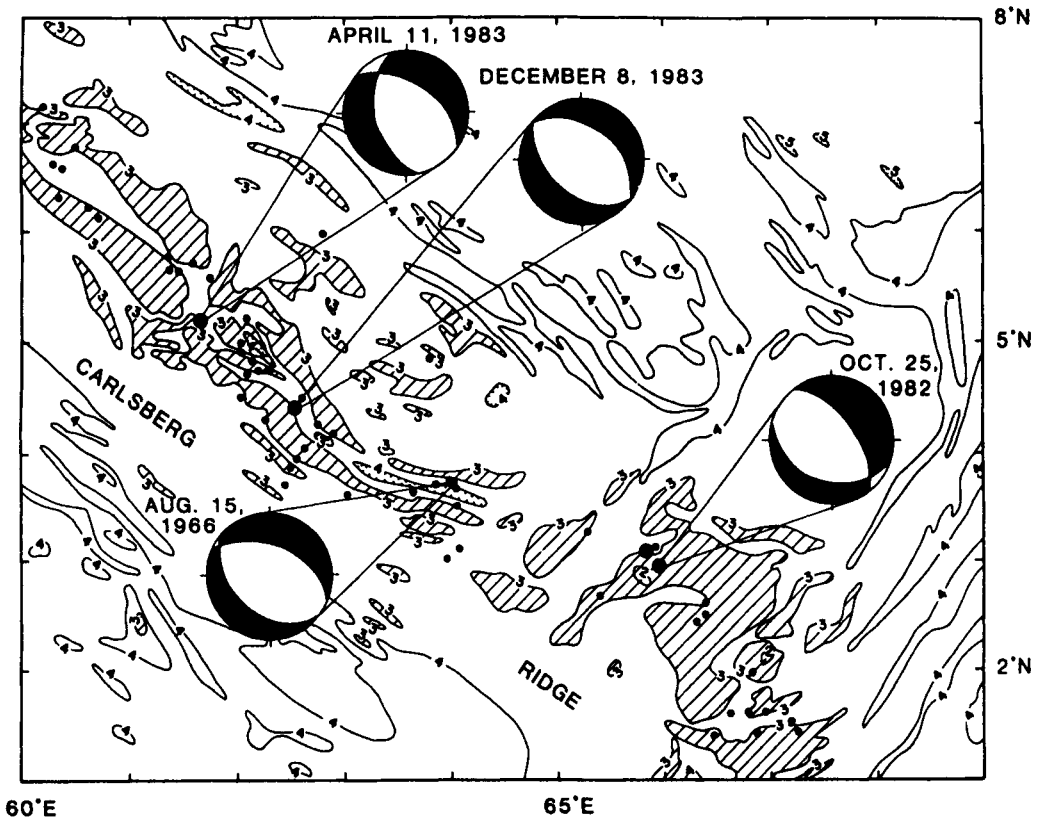 8°N
APRIL 11, 1983
DECEMBER 8, 1983
5°N
OCT. 25,
1982
CARLSBERG
AUG. 15,
1966
RIDGE
2°N
60°E
65°E